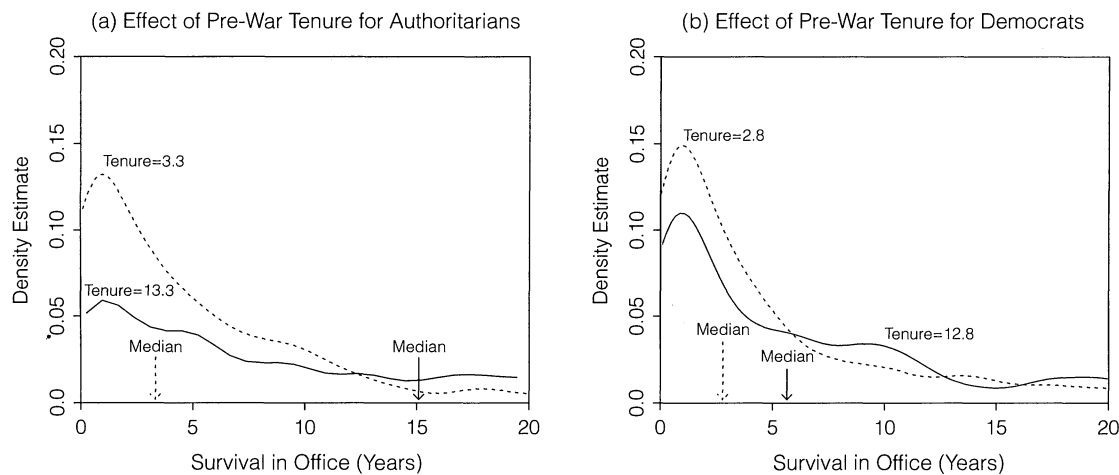 (a) Effect of Pre-War Tenure for Authoritarians
Density Estimate
0.20
0.15
0.10
0.05
0.0
Tenure=3.3
Tenure=13.3
Median
Median
0 5 10 15 20
Survival in Office (Years)
(b) Effect of Pre-War Tenure for Democrats
Density Estimate
0.20
0.15
0.10
0.05
0.0
Tenure=2.8
Tenure=12.8
Median
Median
0 5 10 15 20
Survival in Office (Years)